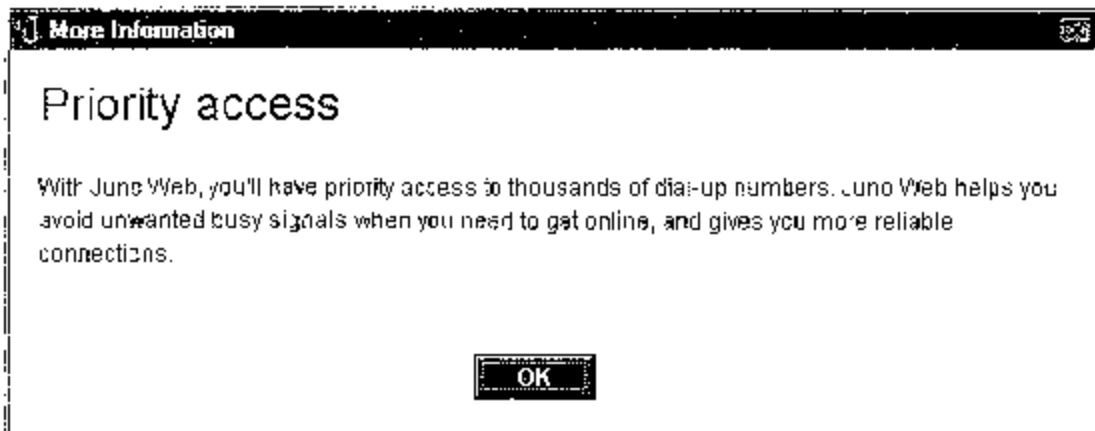 More Information
Priority access
With Juno Web, you'll have priority access to thousands of dial-up numbers. Juno Web helps you
avoid unwanted busy signals when you need to get online, and gives you more reliable
connections.
OK